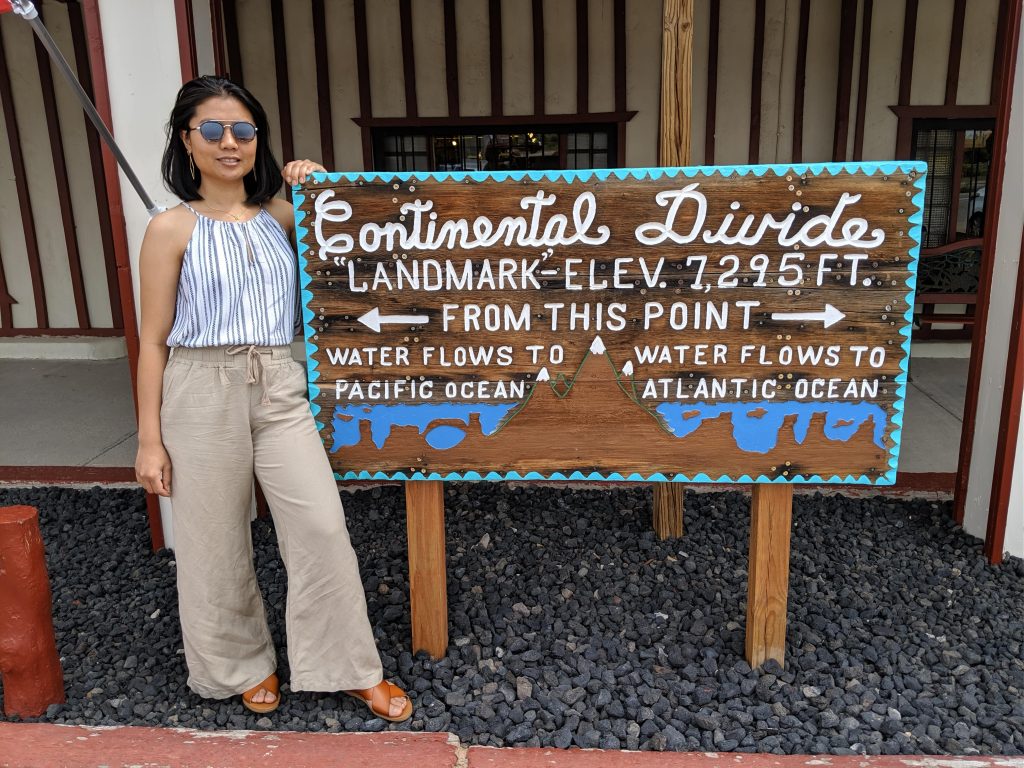 Continental Divide
"LANDMARK"-ELEV. 7,295 FT.
FROM THIS POINT
WATER FLOWS TO
PACIFIC OCEAN
WATER FLOWS TO
ATLANTIC OCEAN